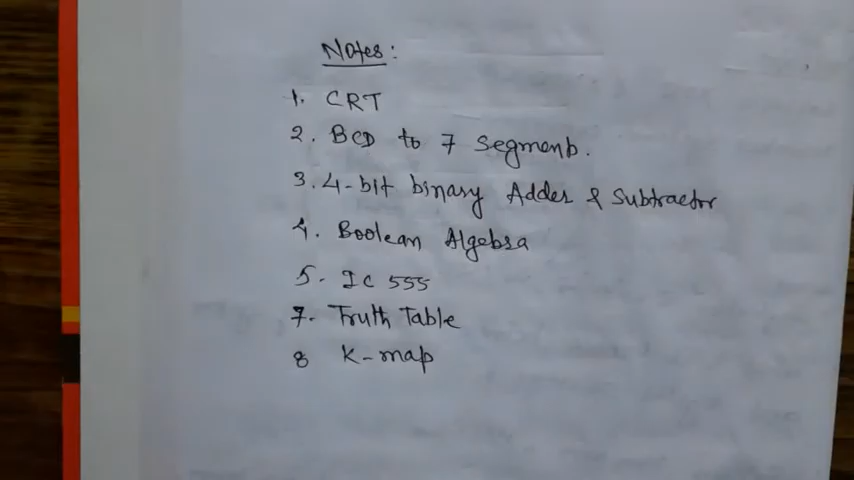 Notes:
1. CRT
2. BCD to 7 segment.
3. 4-bit binary Adder & Subtractor
4. Boolean Algebra
5. IC 555
7. Truth Table
8 K-map